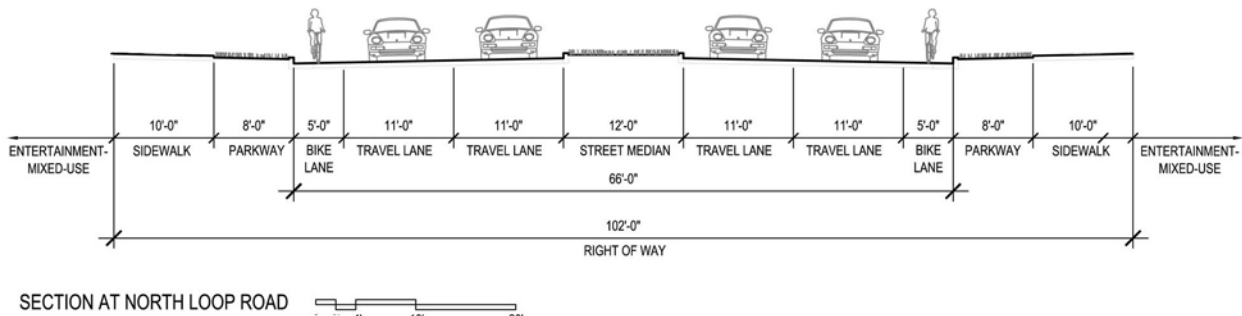 10'-0" 8'-0" 5'-0" 11'-0" 11'-0" 12'-0" 11'-0" 11'-0" 5'-0" 8'-0" 10'-0"
ENTERTAINMENT-
MIXED-USE
SIDEWALK
PARKWAY
BIKE
LANE
TRAVEL LANE
TRAVEL LANE
STREET MEDIAN
TRAVEL LANE
TRAVEL LANE
BIKE
LANE
PARKWAY
SIDEWALK
ENTERTAINMENT-
MIXED-USE
66'-0"
102'-0"
RIGHT OF WAY
SECTION AT NORTH LOOP ROAD